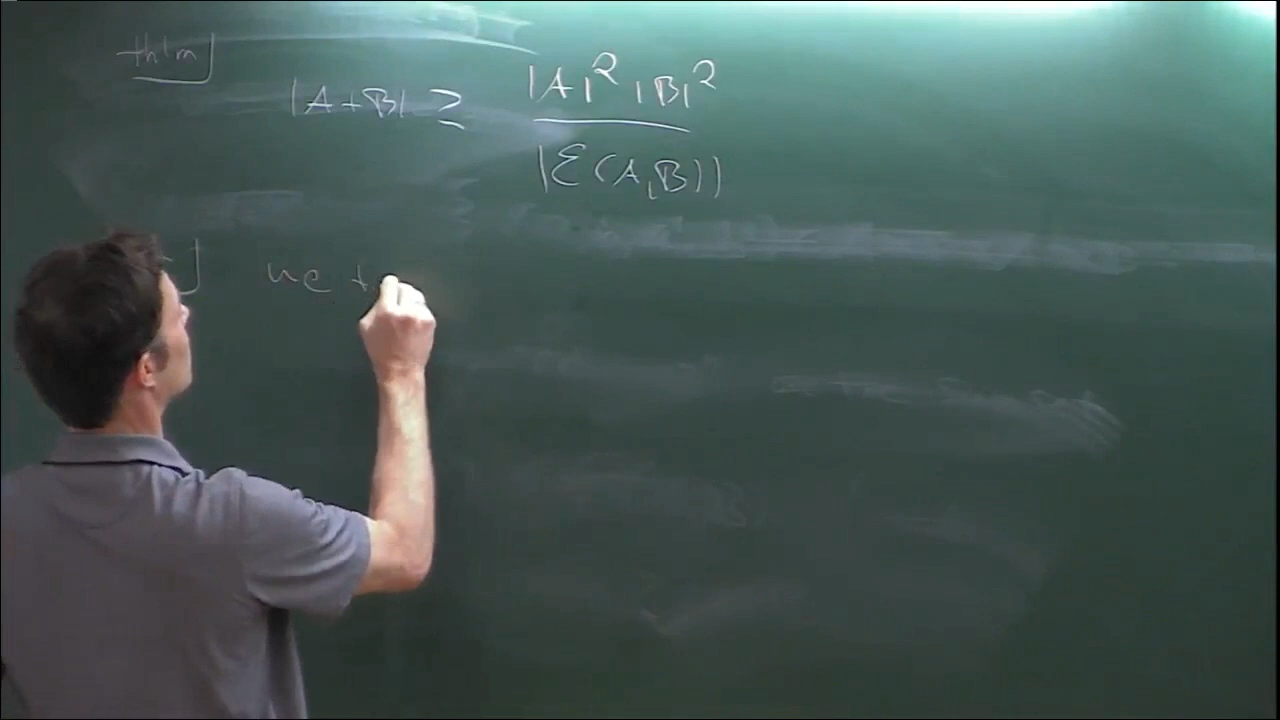 thm
|A+B| ≥ |A|² |B|² / |ℰ(A,B)|
we